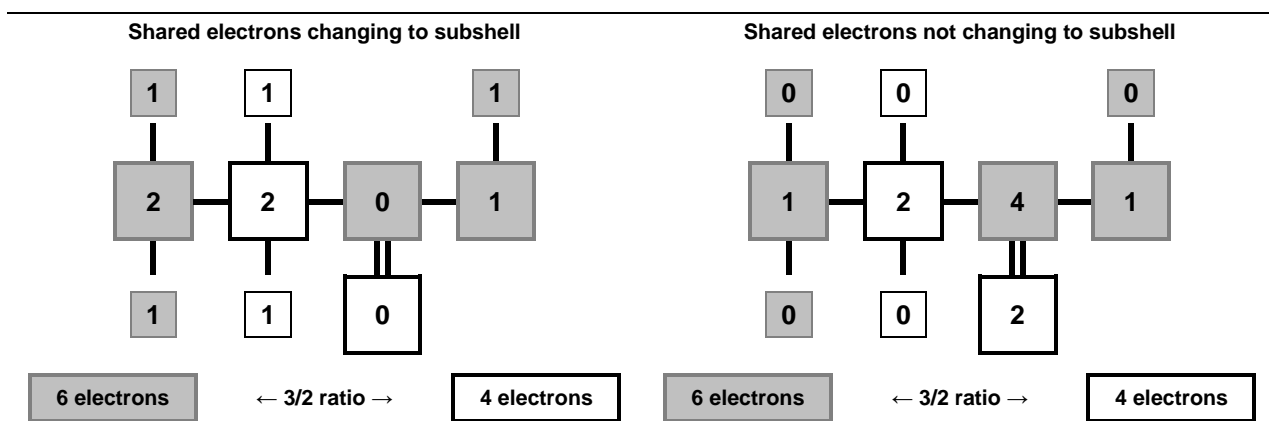 Shared electrons changing to subshell
Shared electrons not changing to subshell
1 1 1
0 0 0
2 2 0 1
1 2 4 1
1 1 0
0 0 2
6 electrons ← 3/2 ratio → 4 electrons
6 electrons ← 3/2 ratio → 4 electrons